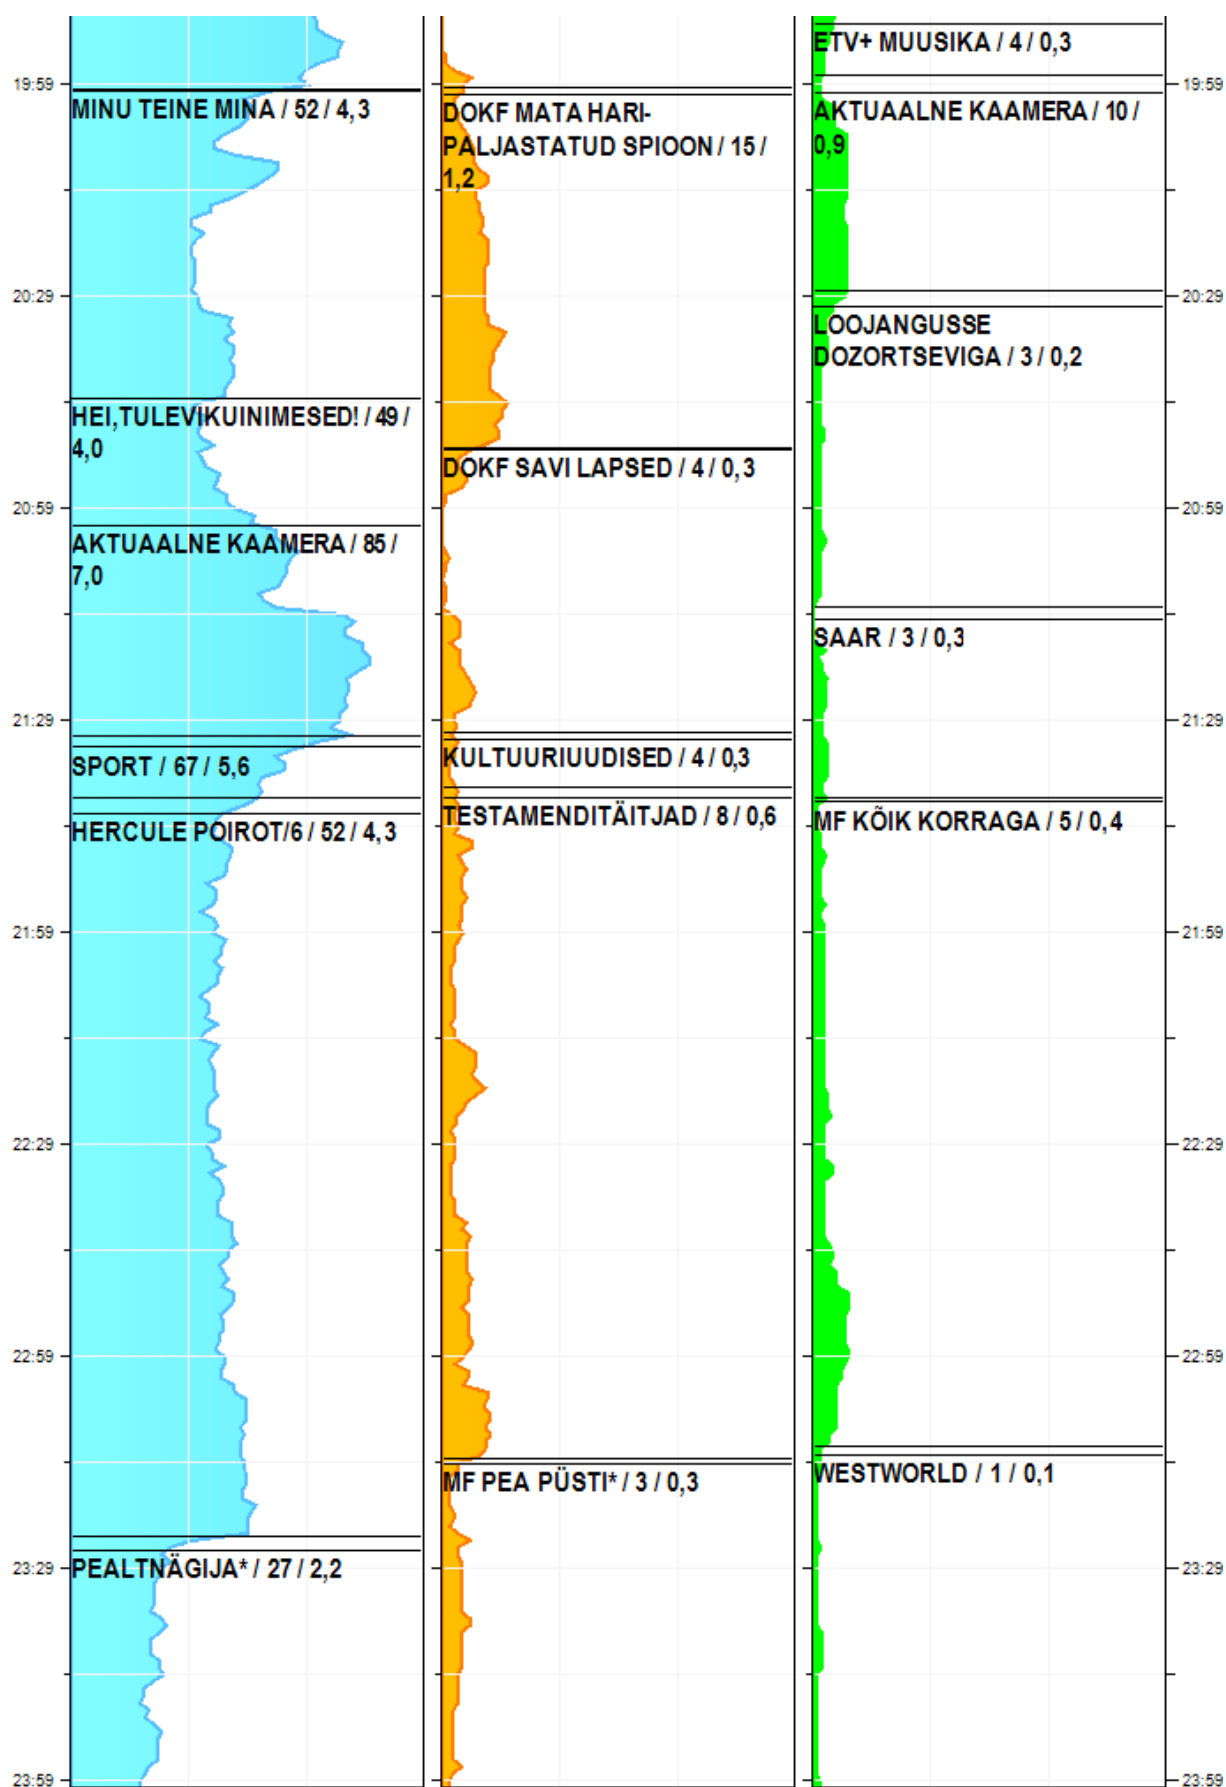 ETV+ MUUSIKA / 4 / 0,3
19:59
19:59
MINU TEINE MINA / 52 / 4,3
DOKF MATA HARI-
PALJASTATUD SPIOON / 15 /
1,2
AKTUAALNE KAAMERA / 10 /
0,9
20:29
20:29
LOOJANGUSSE
DOZORTSEVIGA / 3 / 0,2
HEI,TULEVIKUINIMESED! / 49 /
4,0
DOKF SAVI LAPSED / 4 / 0,3
20:59
20:59
AKTUAALNE KAAMERA / 85 /
7,0
SAAR / 3 / 0,3
21:29
21:29
SPORT / 67 / 5,6
KULTUURIUUDISED / 4 / 0,3
HERCULE POIROT/6 / 52 / 4,3
TESTAMENDITÄITJAD / 8 / 0,6
MF KÕIK KORRAGA / 5 / 0,4
21:59
21:59
22:29
22:29
22:59
22:59
MF PEA PÜSTI* / 3 / 0,3
WESTWORLD / 1 / 0,1
23:29
23:29
PEALTNÄGIJA* / 27 / 2,2
23:59
23:59